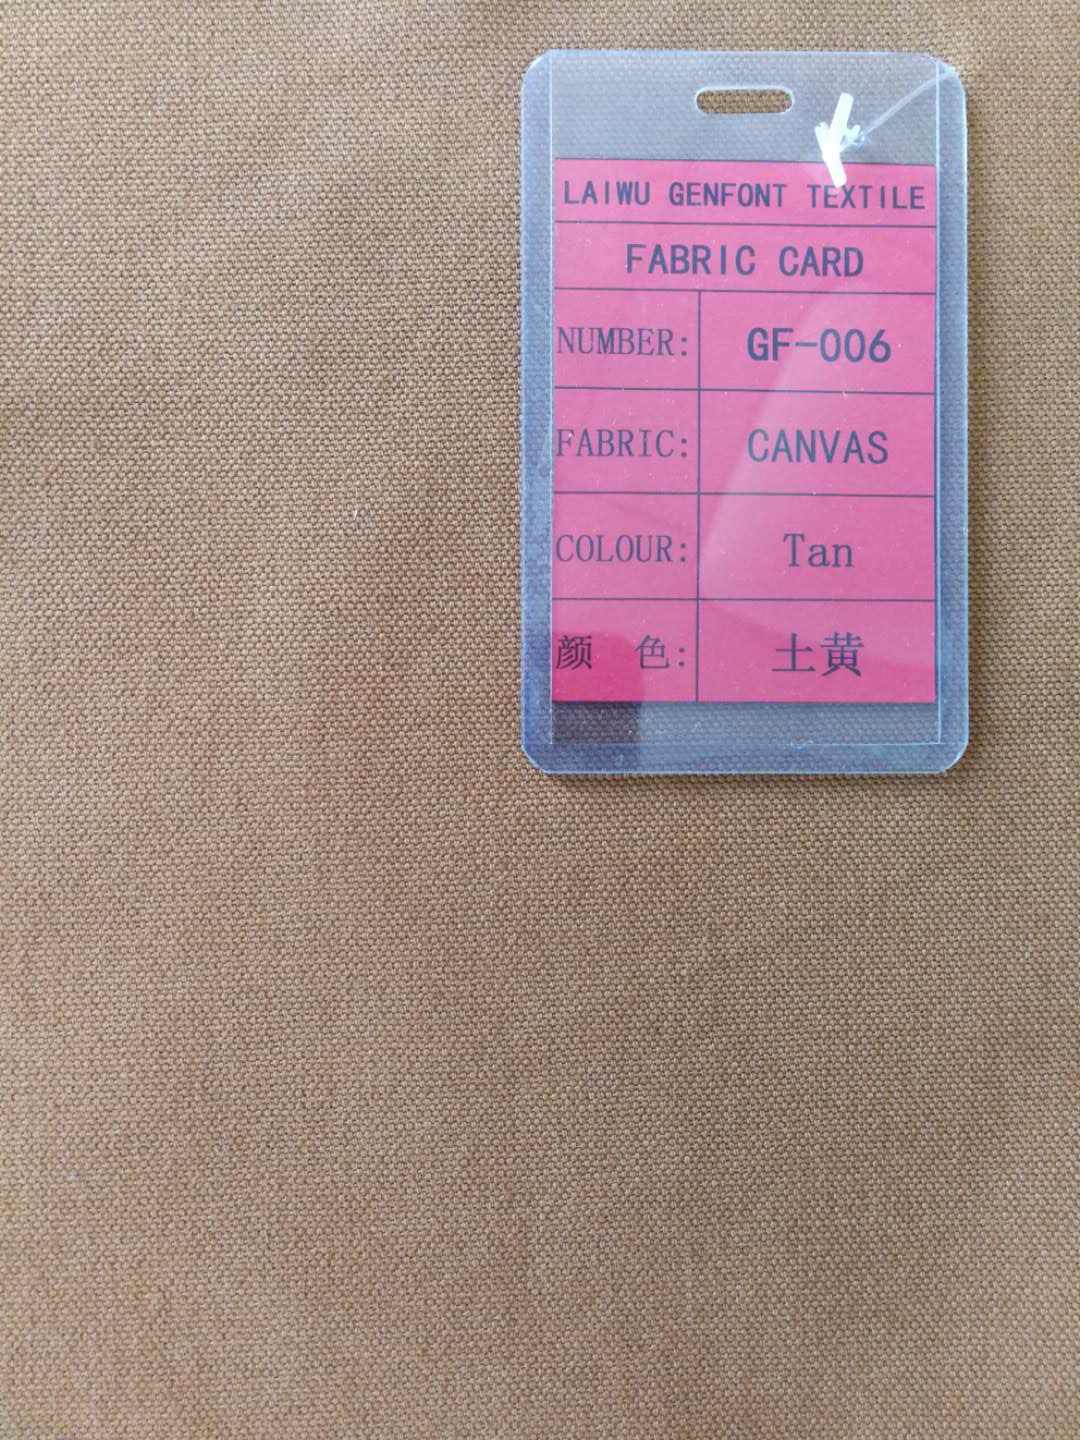 LAIWU GENFONT TEXTILE
FABRIC CARD
NUMBER: GF-006
FABRIC: CANVAS
COLOUR: Tan
颜 色: 土黄